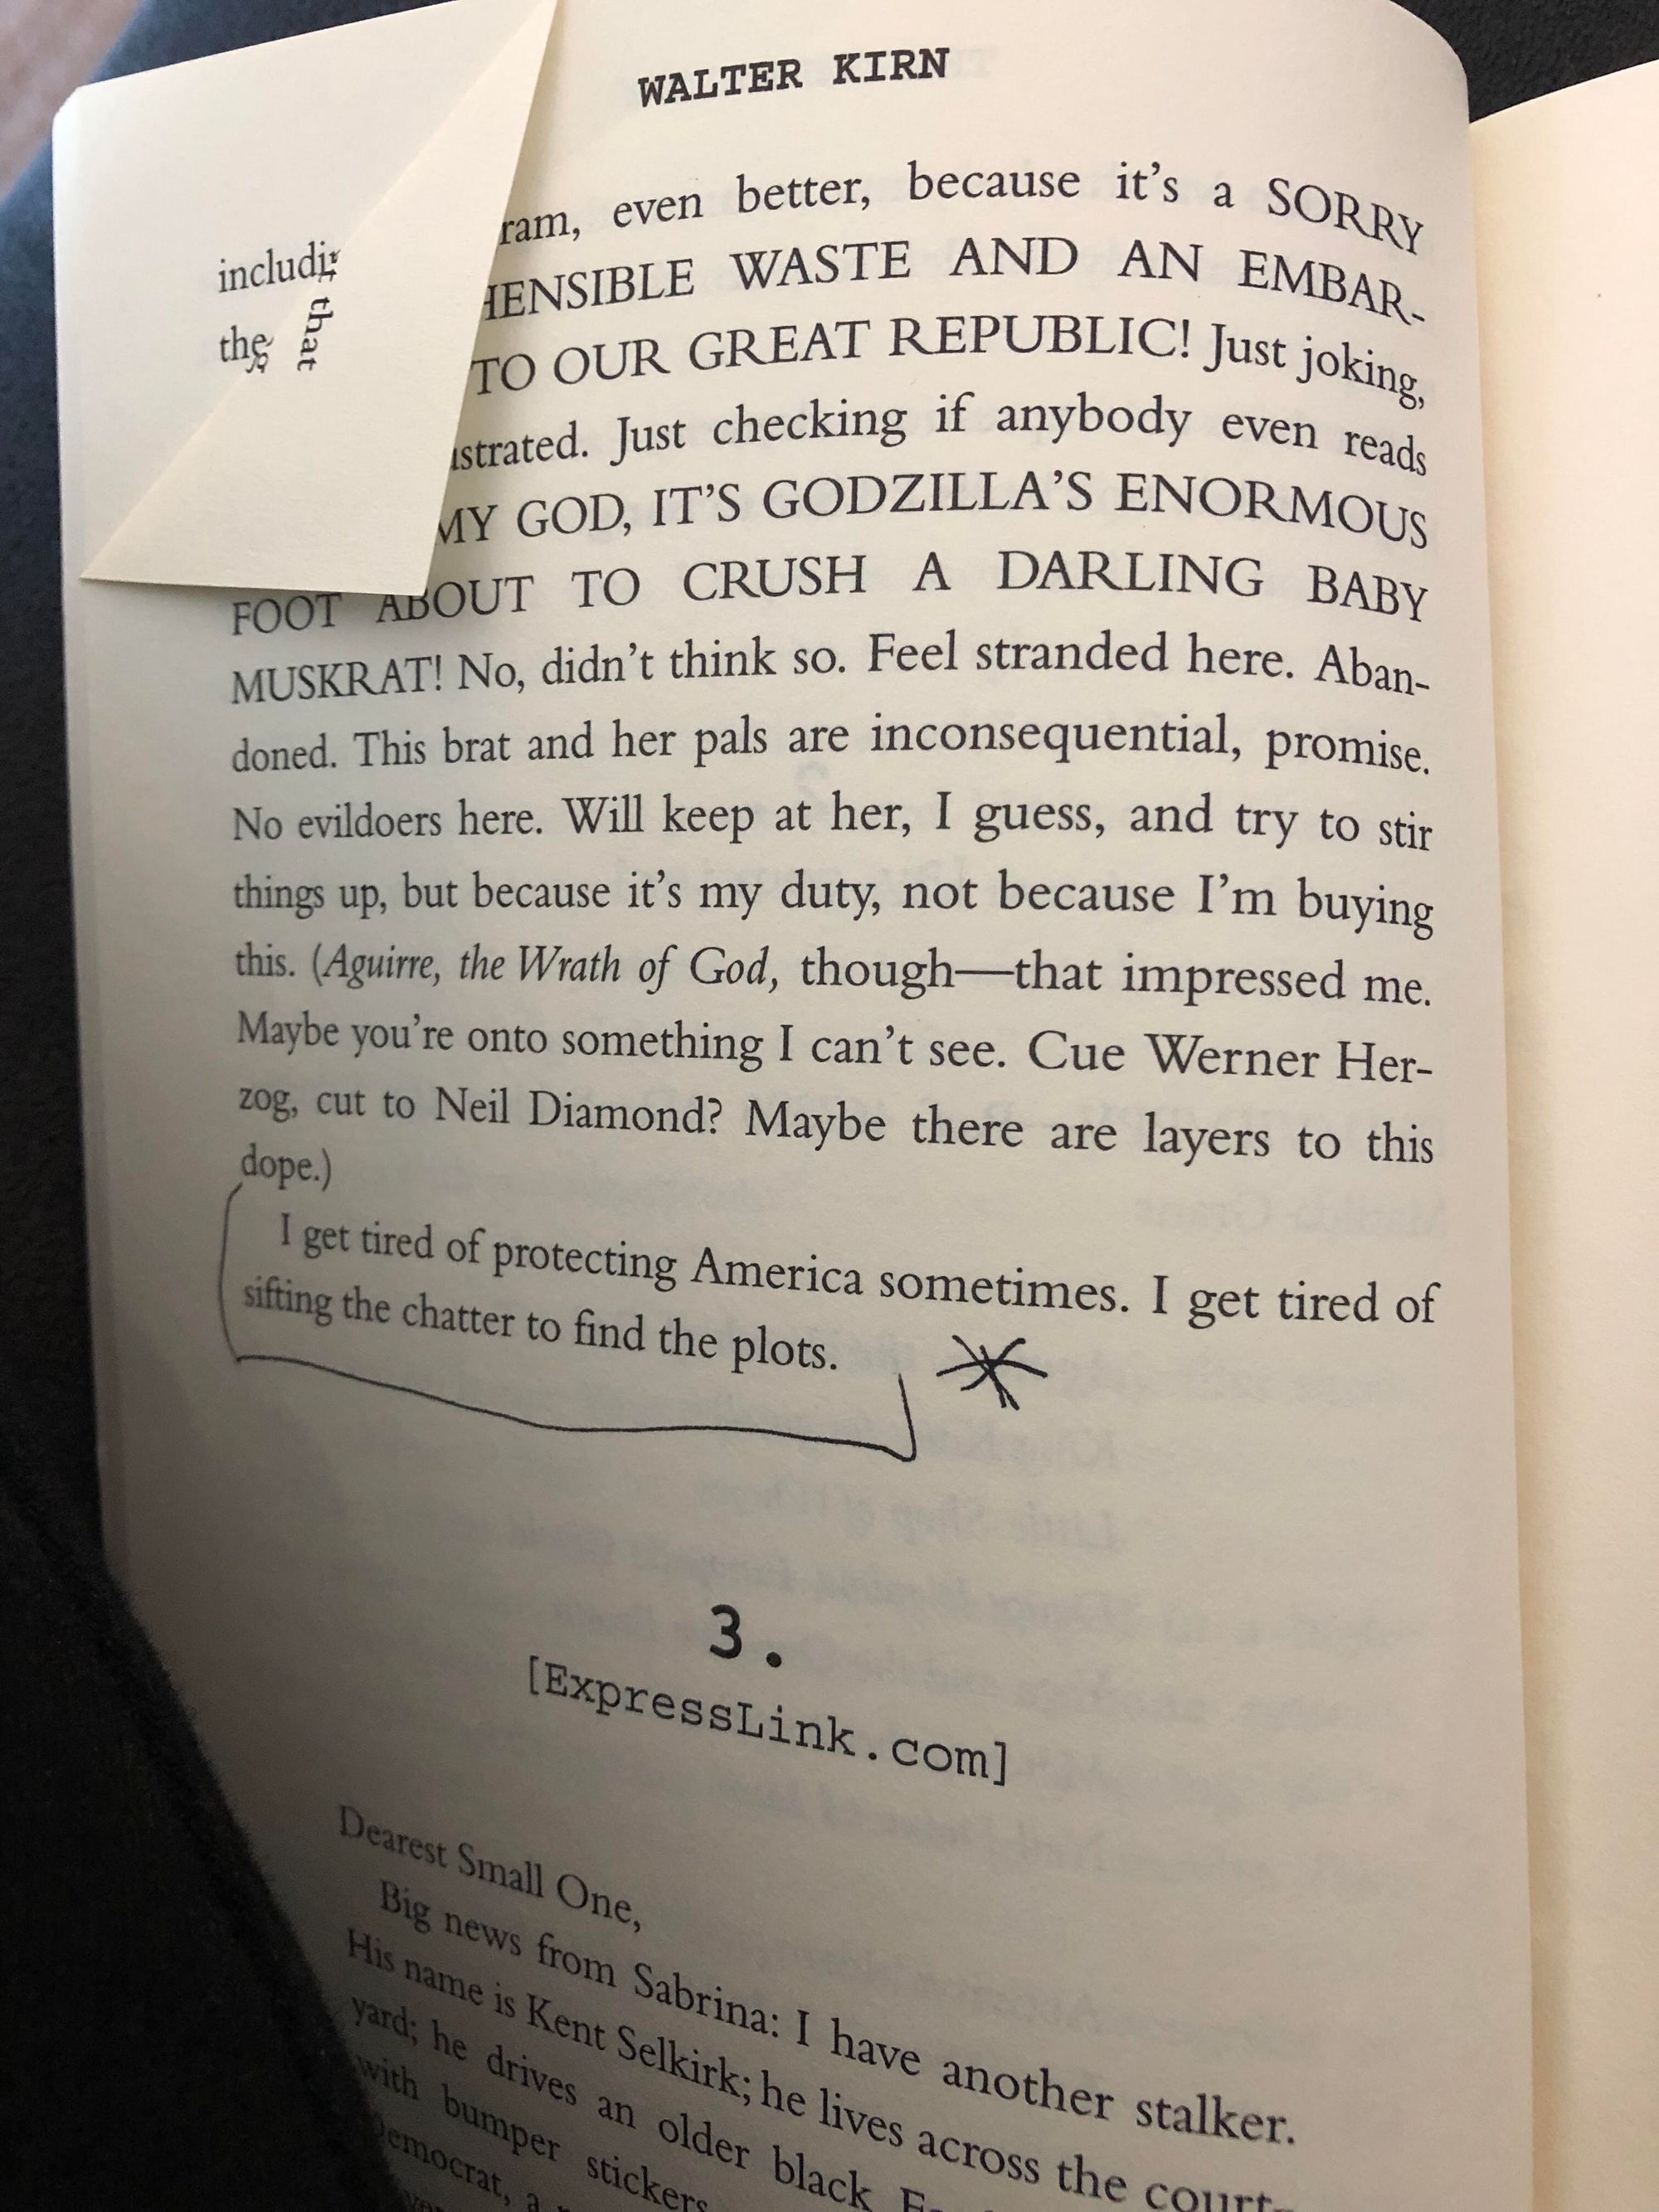 WALTER KIRN
even better, because it's a SORRY
WASTE AND AN EMBAR-
TO OUR GREAT REPUBLIC! Just joking,
Just checking if anybody even reads
MY GOD, IT'S GODZILLA'S ENORMOUS
FOOT ABOUT TO CRUSH A DARLING BABY
MUSKRAT! No, didn't think so. Feel stranded here. Aban-
doned. This brat and her pals are inconsequential, promise.
No evildoers here. Will keep at her, I guess, and try to stir
things up, but because it's my duty, not because I'm buying
this. (Aguirre, the Wrath of God, though—that impressed me.
Maybe you're onto something I can't see. Cue Werner Her-
zog, cut to Neil Diamond? Maybe there are layers to this
dope.)
I get tired of protecting America sometimes. I get tired of
sifting the chatter to find the plots.
3.
[ExpressLink.com]
Dearest Small One,
Big news from Sabrina: I have another stalker.
His name is Kent Selkirk; he lives across the court-
yard; he drives an older black
with bumper stickers
Democrat, a
that
the